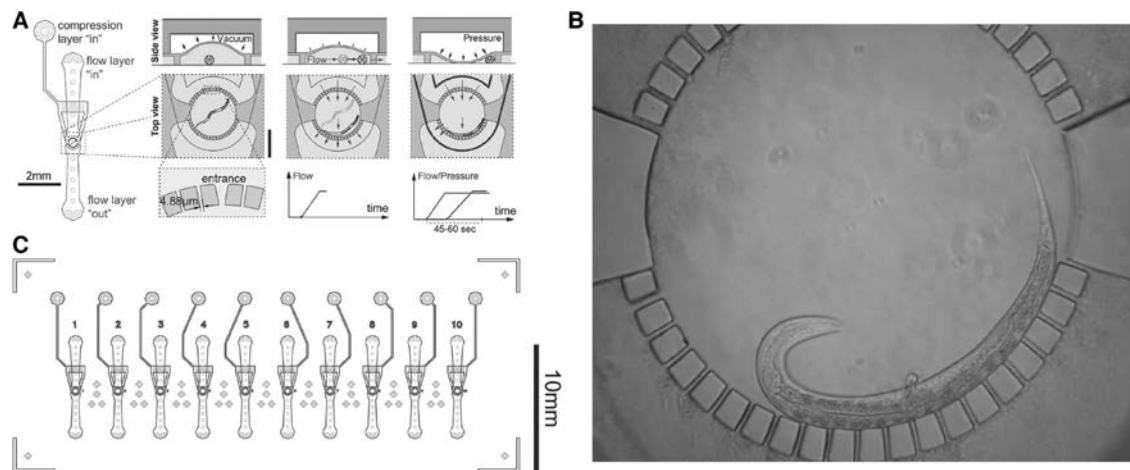 A
compression
layer "in"
flow layer
"in"
2mm
flow layer
"out"
Side view
Top view
Vacuum
Flow
Pressure
entrance
4.88μm
Flow
time
Flow/Pressure
time
45-60 sec
B
C
1 2 3 4 5 6 7 8 9 10
10mm